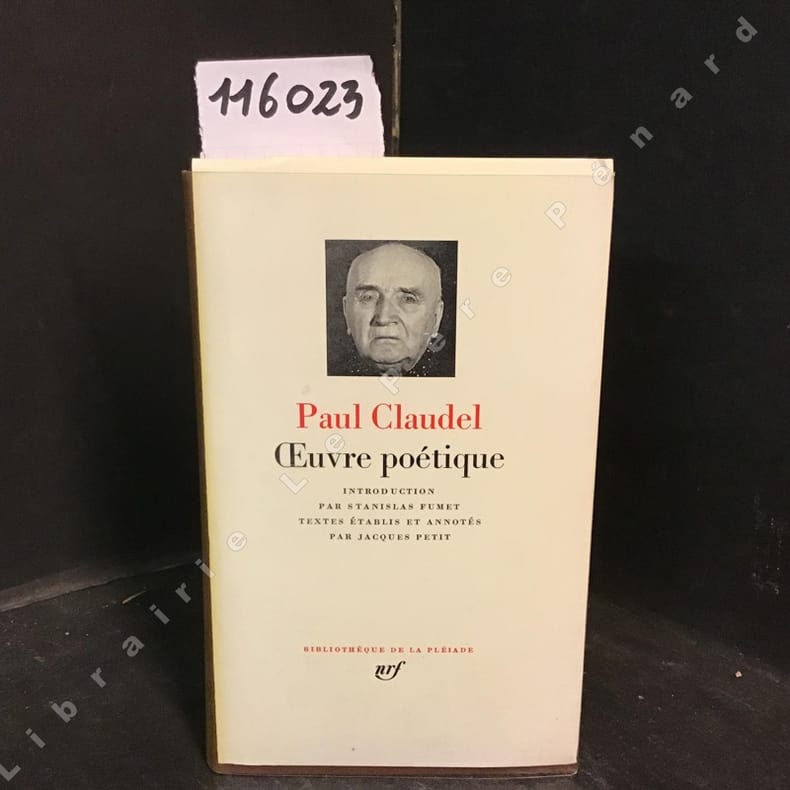 116023
Paul Claudel
Œuvre poétique
INTRODUCTION
PAR STANISLAS FUMET
TEXTES ÉTABLIS ET ANNOTÉS
PAR JACQUES PETIT
BIBLIOTHÈQUE DE LA PLÉIADE
nrf
Librairie Le Père Pénard